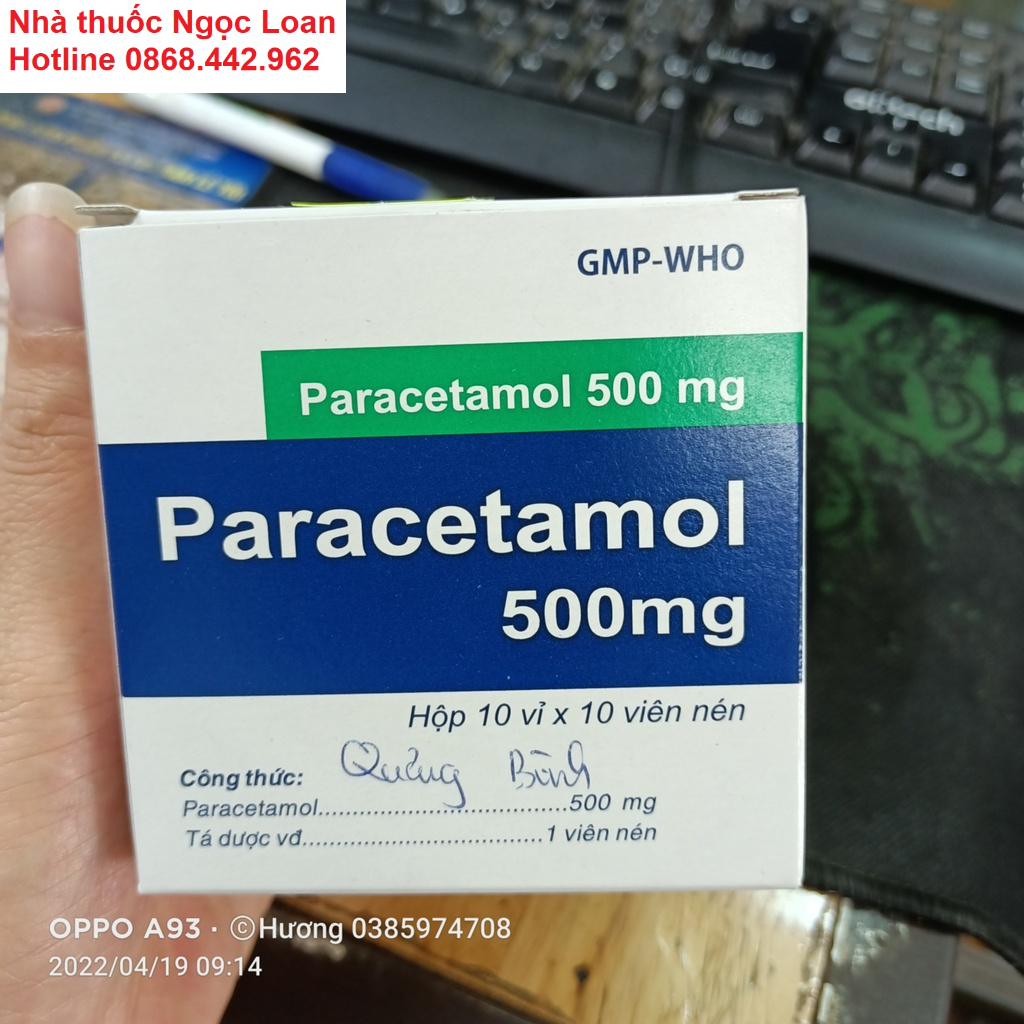 Nhà thuốc Ngọc Loan
Hotline 0868.442.962
GMP-WHO
Paracetamol 500 mg
Paracetamol
500mg
Hộp 10 vỉ x 10 viên nén
Quảng Bình
Công thức:
Paracetamol...................................500 mg
Tá dược vđ...................................1 viên nén
OPPO A93 · ©Hương 0385974708
2022/04/19 09:14